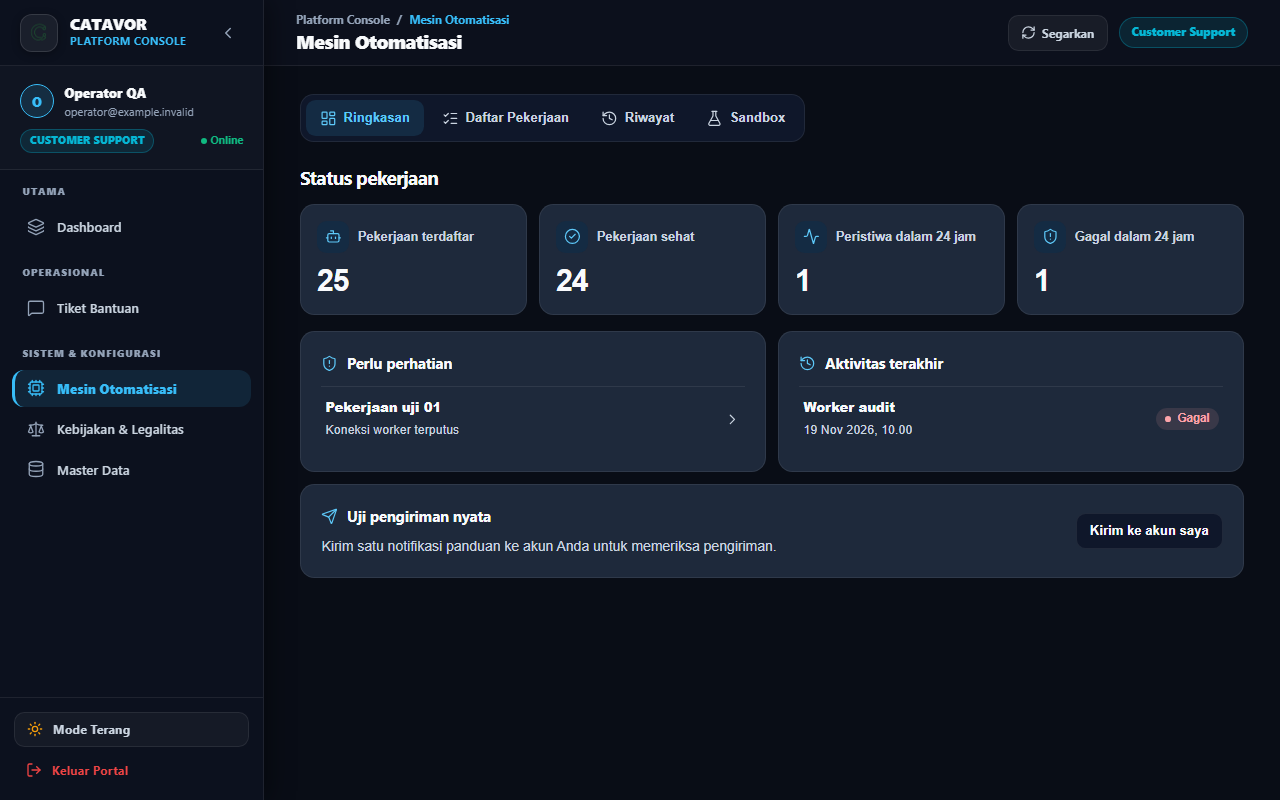 CATAVOR
PLATFORM CONSOLE
O
Operator QA
operator@example.invalid
CUSTOMER SUPPORT
Online
UTAMA
Dashboard
OPERASIONAL
Tiket Bantuan
SISTEM & KONFIGURASI
Mesin Otomatisasi
Kebijakan & Legalitas
Master Data
Mode Terang
Keluar Portal
Platform Console / Mesin Otomatisasi
Mesin Otomatisasi
Segarkan
Customer Support
Ringkasan
Daftar Pekerjaan
Riwayat
Sandbox
Status pekerjaan
Pekerjaan terdaftar
25
Pekerjaan sehat
24
Peristiwa dalam 24 jam
1
Gagal dalam 24 jam
1
Perlu perhatian
Pekerjaan uji 01
Koneksi worker terputus
Aktivitas terakhir
Worker audit
19 Nov 2026, 10.00
Gagal
Uji pengiriman nyata
Kirim satu notifikasi panduan ke akun Anda untuk memeriksa pengiriman.
Kirim ke akun saya